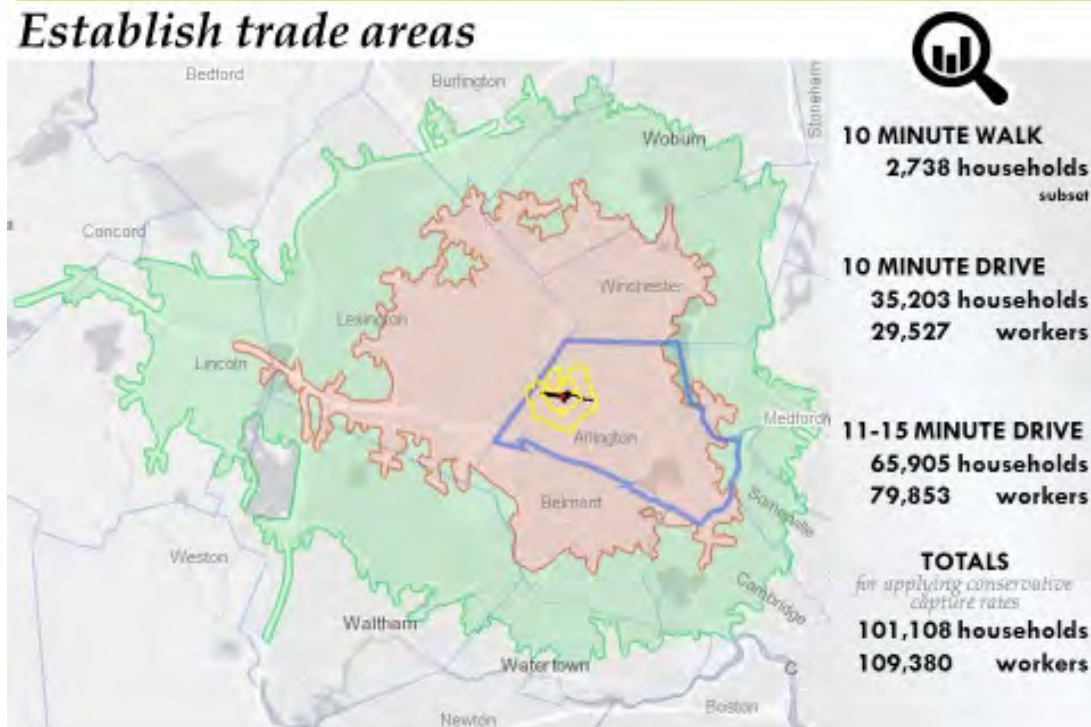 Establish trade areas
Bedford
Burlington
Stoneham
Woburn
Concord
Winchester
Lexington
Lincoln
Medford
Arlington
Belmont
Somerville
Weston
Cambridge
Waltham
Watertown
C
Newton
Boston
10 MINUTE WALK
2,738 households
subset
10 MINUTE DRIVE
35,203 households
29,527 workers
11-15 MINUTE DRIVE
65,905 households
79,853 workers
TOTALS
for applying conservative
capture rates
101,108 households
109,380 workers